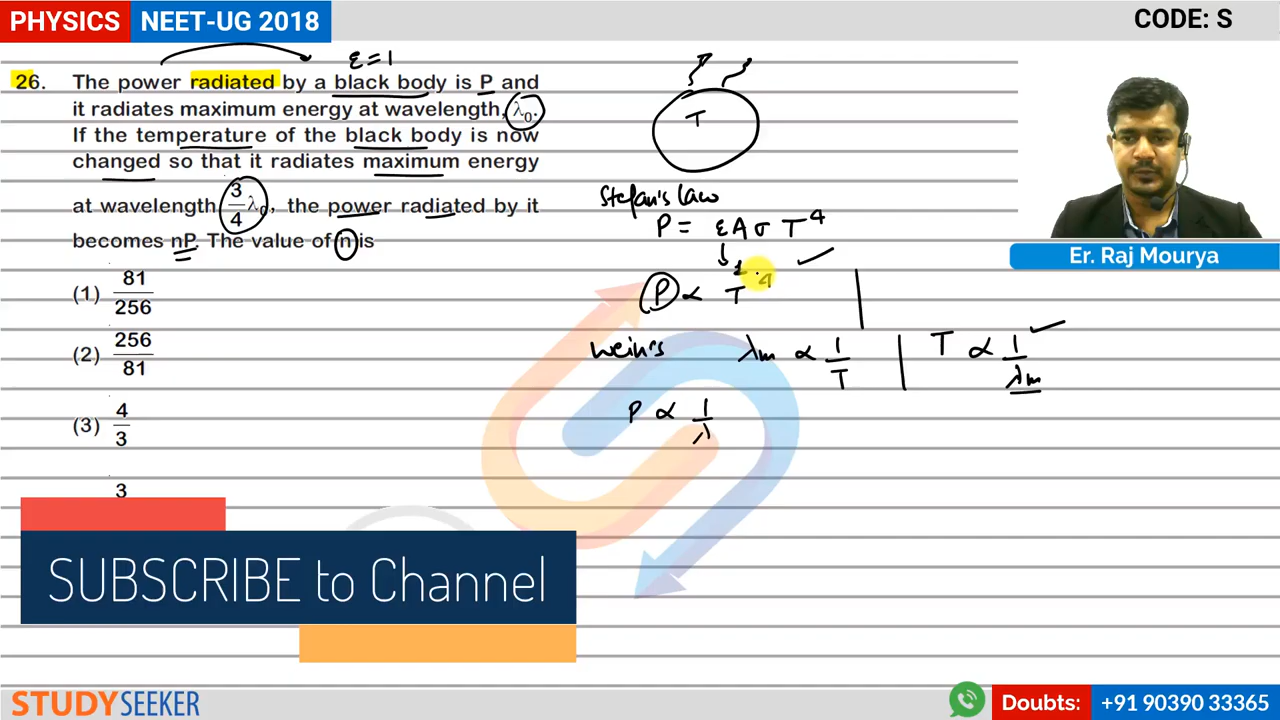 PHYSICS NEET-UG 2018
CODE: S
ε = 1
26. The power radiated by a black body is P and
it radiates maximum energy at wavelength, λ0.
If the temperature of the black body is now
changed so that it radiates maximum energy
at wavelength 3/4 λ0, the power radiated by it
becomes nP. The value of n is
(1) 81/256
(2) 256/81
(3) 4/3
3
T
Stefan's law
P = ε A σ T^4
1
P ∝ T^4
Wein's λm ∝ 1/T | T ∝ 1/λm
P ∝ 1/λ
Er. Raj Mourya
SUBSCRIBE to Channel
STUDYSEEKER
Doubts: +91 90390 33365